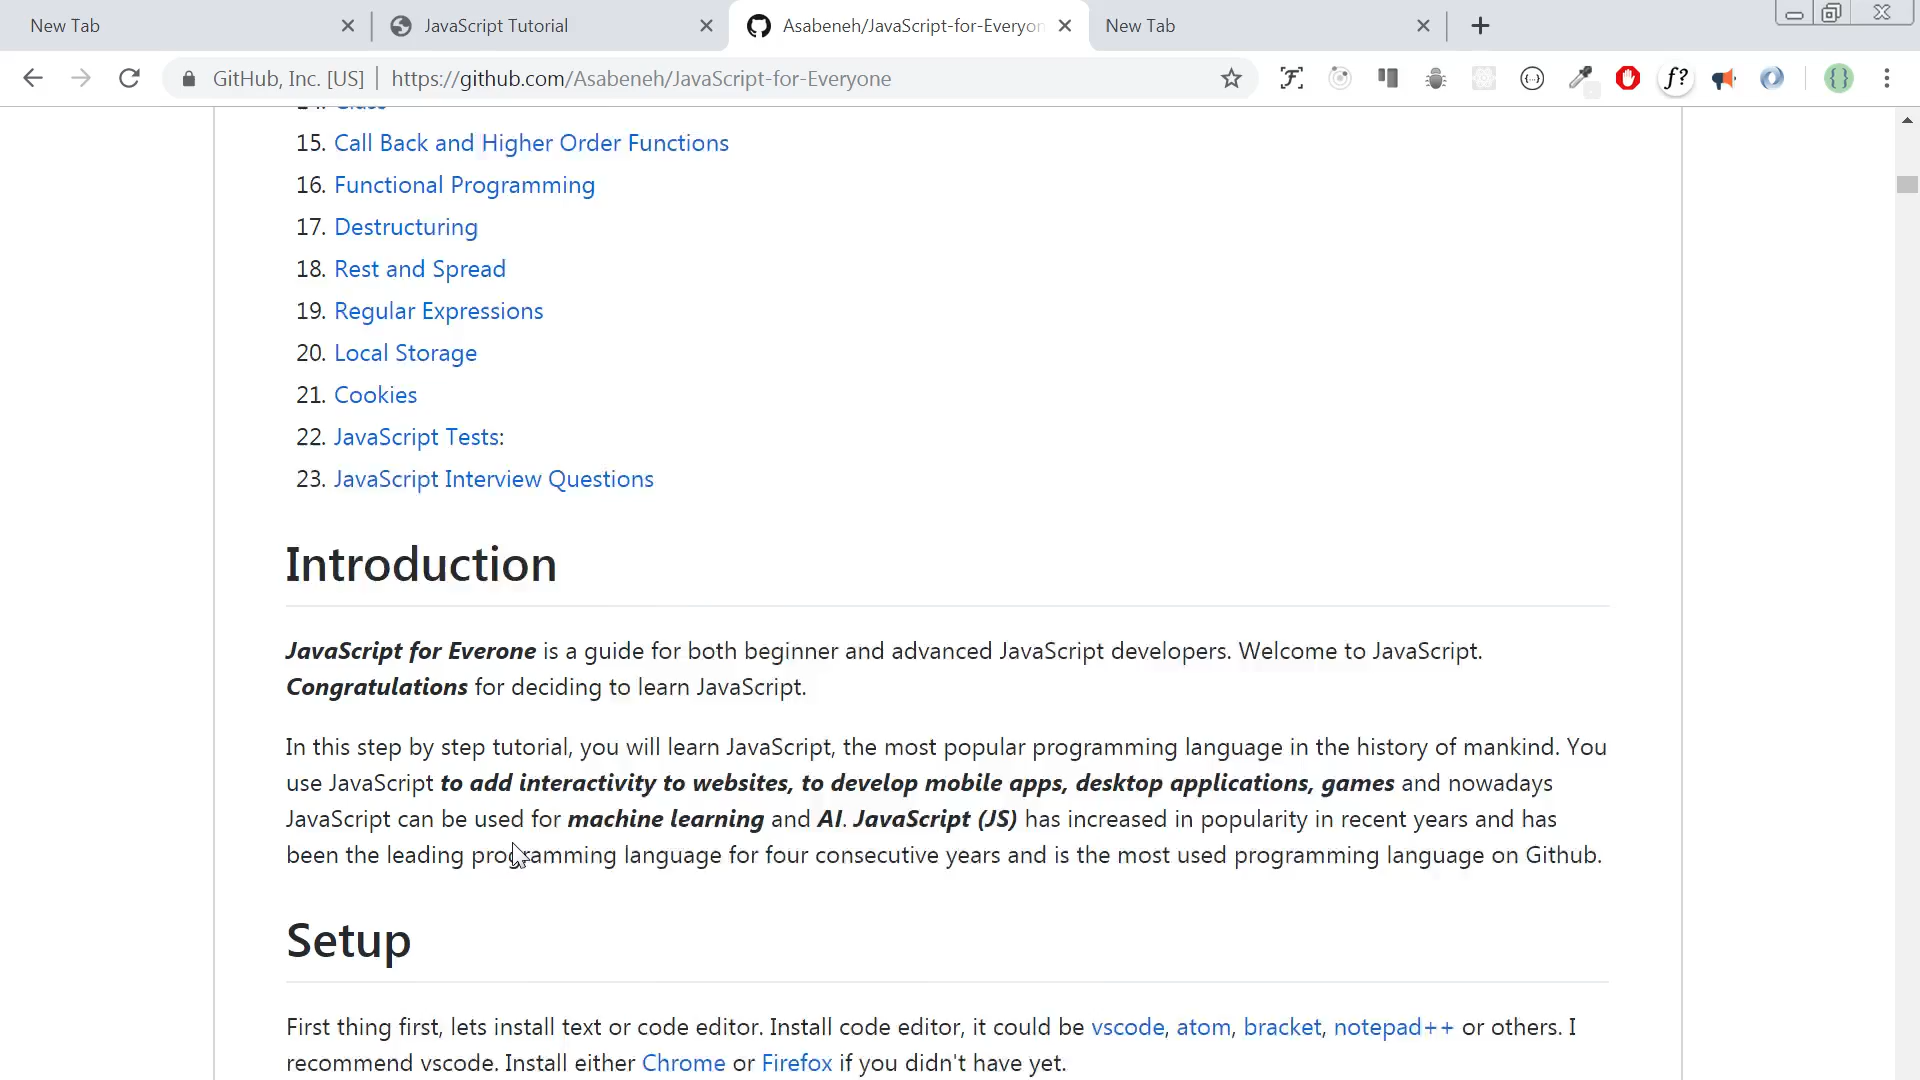 New Tab
JavaScript Tutorial
Asabeneh/JavaScript-for-Everyon
New Tab
GitHub, Inc. [US] | https://github.com/Asabeneh/JavaScript-for-Everyone
14. Class
15. Call Back and Higher Order Functions
16. Functional Programming
17. Destructuring
18. Rest and Spread
19. Regular Expressions
20. Local Storage
21. Cookies
22. JavaScript Tests:
23. JavaScript Interview Questions
Introduction
JavaScript for Everone is a guide for both beginner and advanced JavaScript developers. Welcome to JavaScript.
Congratulations for deciding to learn JavaScript.
In this step by step tutorial, you will learn JavaScript, the most popular programming language in the history of mankind. You
use JavaScript to add interactivity to websites, to develop mobile apps, desktop applications, games and nowadays
JavaScript can be used for machine learning and AI. JavaScript (JS) has increased in popularity in recent years and has
been the leading programming language for four consecutive years and is the most used programming language on Github.
Setup
First thing first, lets install text or code editor. Install code editor, it could be vscode, atom, bracket, notepad++ or others. I
recommend vscode. Install either Chrome or Firefox if you didn't have yet.